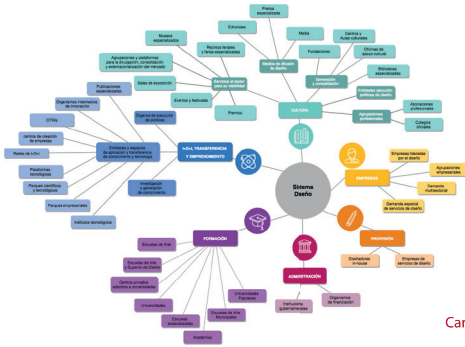 Prensa
especializada
Editoriales
Media
Museos
especializados
Recintos feriales
y ferias especializadas
Medios de difusión
de diseño
Fundaciones
Centros y
Aulas culturales
Oficinas de
apoyo cultural
Agrupaciones y plataformas
para la divulgación, consolidación
y externacionalización del mercado
Generación y
consolidación
Bibliotecas
especializadas
Servicios al sector
para su visibilidad
Publicaciones
especializadas
Salas de exposición
Entidades ejecución
políticas de diseño
Eventos y festivales
Premios
CULTURA
Asociaciones
profesionales
Agrupaciones
profesionales
Colegios
oficiales
Organismos intermedios
de innovación
Órganos de ejecución
de políticas
OTRIs
centros de creación
de empresas
Entidades y espacios
de aplicación y transferencia
de conocimiento y tecnología
I+D+I, TRANSFERENCIA
Y EMPRENDIMIENTO
Redes de I+D+I
Plataformas
tecnológicas
Parques científicos
y tecnológicos
Investigación
y generación
de conocimiento
Parques empresariales
Institutos tecnológicos
Sistema
Diseño
EMPRESAS
Empresas lideradas
por el diseño
Agrupaciones
empresariales
Demanda
multisectorial
Demanda especial
de servicios de diseño
FORMACIÓN
PROFESIÓN
Escuelas de Arte
Diseñadores
in-house
Empresas de
servicios de diseño
Escuelas de Arte
y Superior de Diseño
ADMINISTRACIÓN
Centros privados
adscritos a universidades
Universidades
Populares
Instituciones
gubernamentales
Organismos
de financiación
Universidades
Escuelas
especializadas
Escuelas de Arte
Municipales
Academias
Car